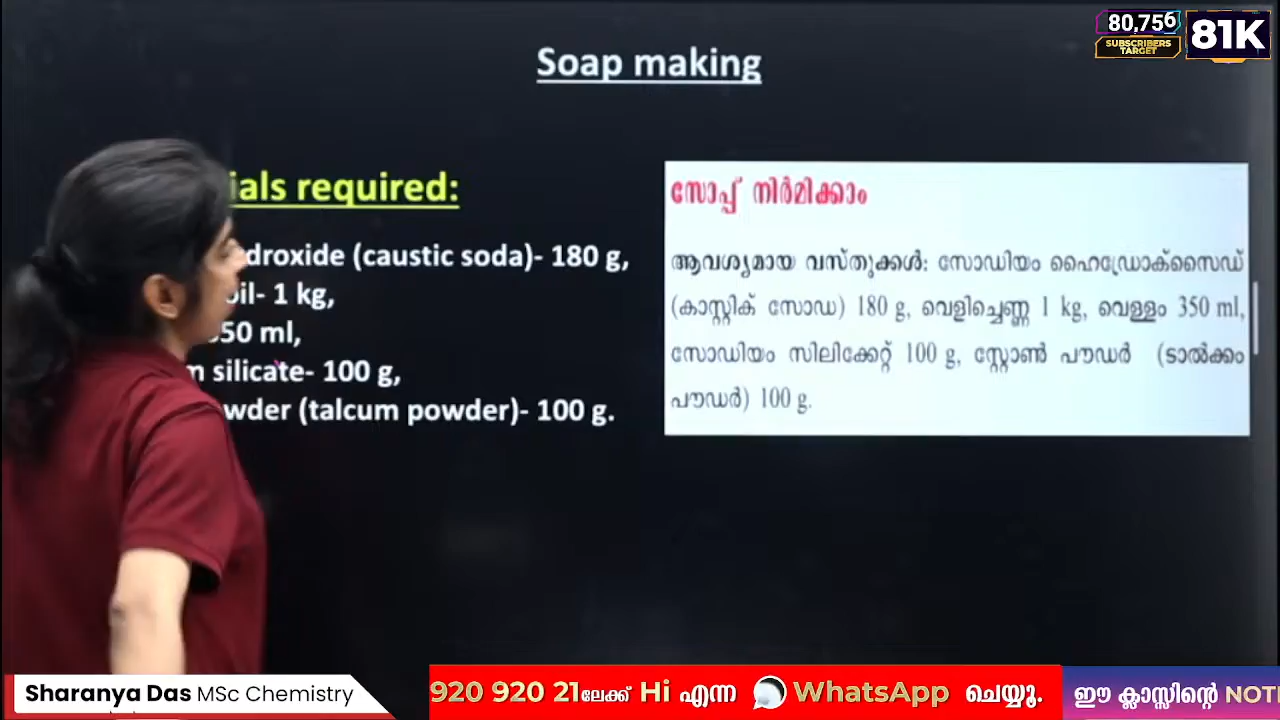 80,756
SUBSCRIBERS
TARGET
81K
Soap making
ials required:
droxide (caustic soda)- 180 g,
oil- 1 kg,
50 ml,
m silicate- 100 g,
wder (talcum powder)- 100 g.
സോപ്പ് നിർമിക്കാം
ആവശ്യമായ വസ്തുക്കൾ: സോഡിയം ഹൈഡ്രോക്സൈഡ്
(കാസ്റ്റിക് സോഡ) 180 g, വെളിച്ചെണ്ണ 1 kg, വെള്ളം 350 ml,
സോഡിയം സിലിക്കേറ്റ് 100 g, സ്റ്റോൺ പൗഡർ (ടാൽക്കം
പൗഡർ) 100 g.
Sharanya Das MSc Chemistry
920 920 21ലേക്ക് Hi എന്ന WhatsApp ചെയ്യൂ.
ഈ ക്ലാസ്സിന്റെ NOTE